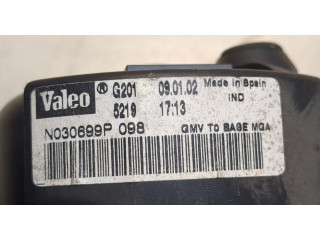 Valeo ® G201 09.01.02 Made in Spain
5219 17:13 IND
N030699P 098 GMV T0 BASE MGA